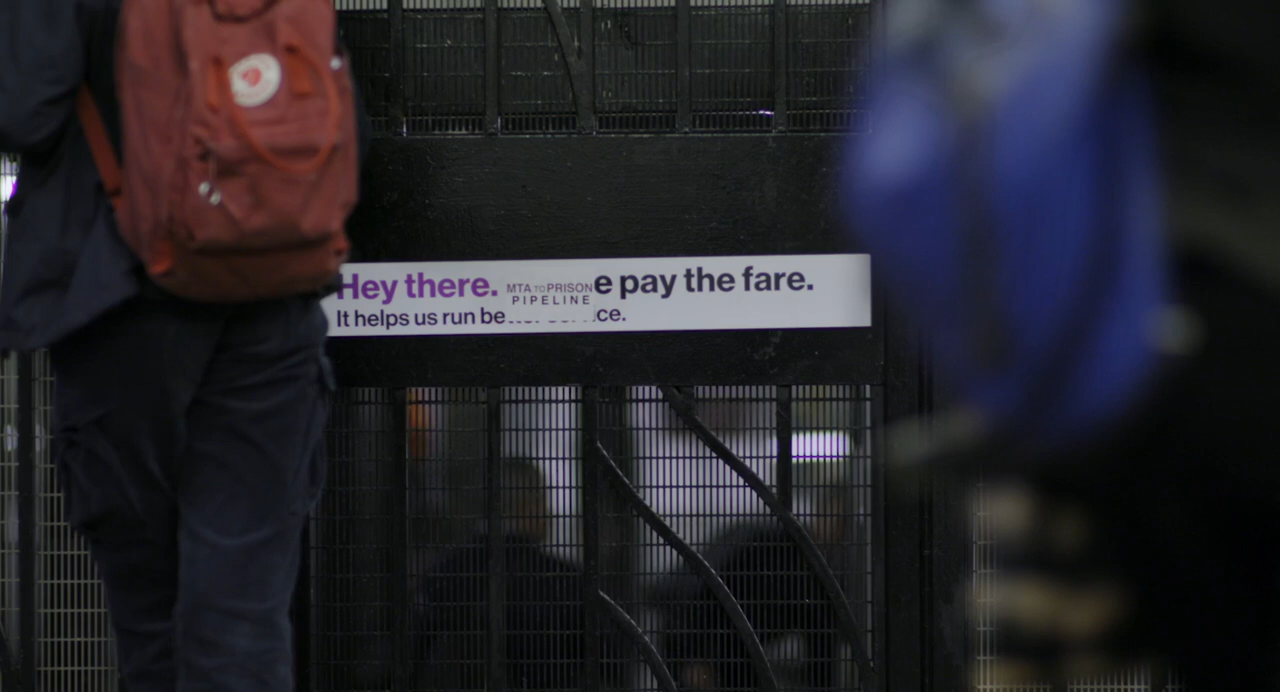 Hey there. MTA TO PRISON PIPELINE e pay the fare.
It helps us run be ce.